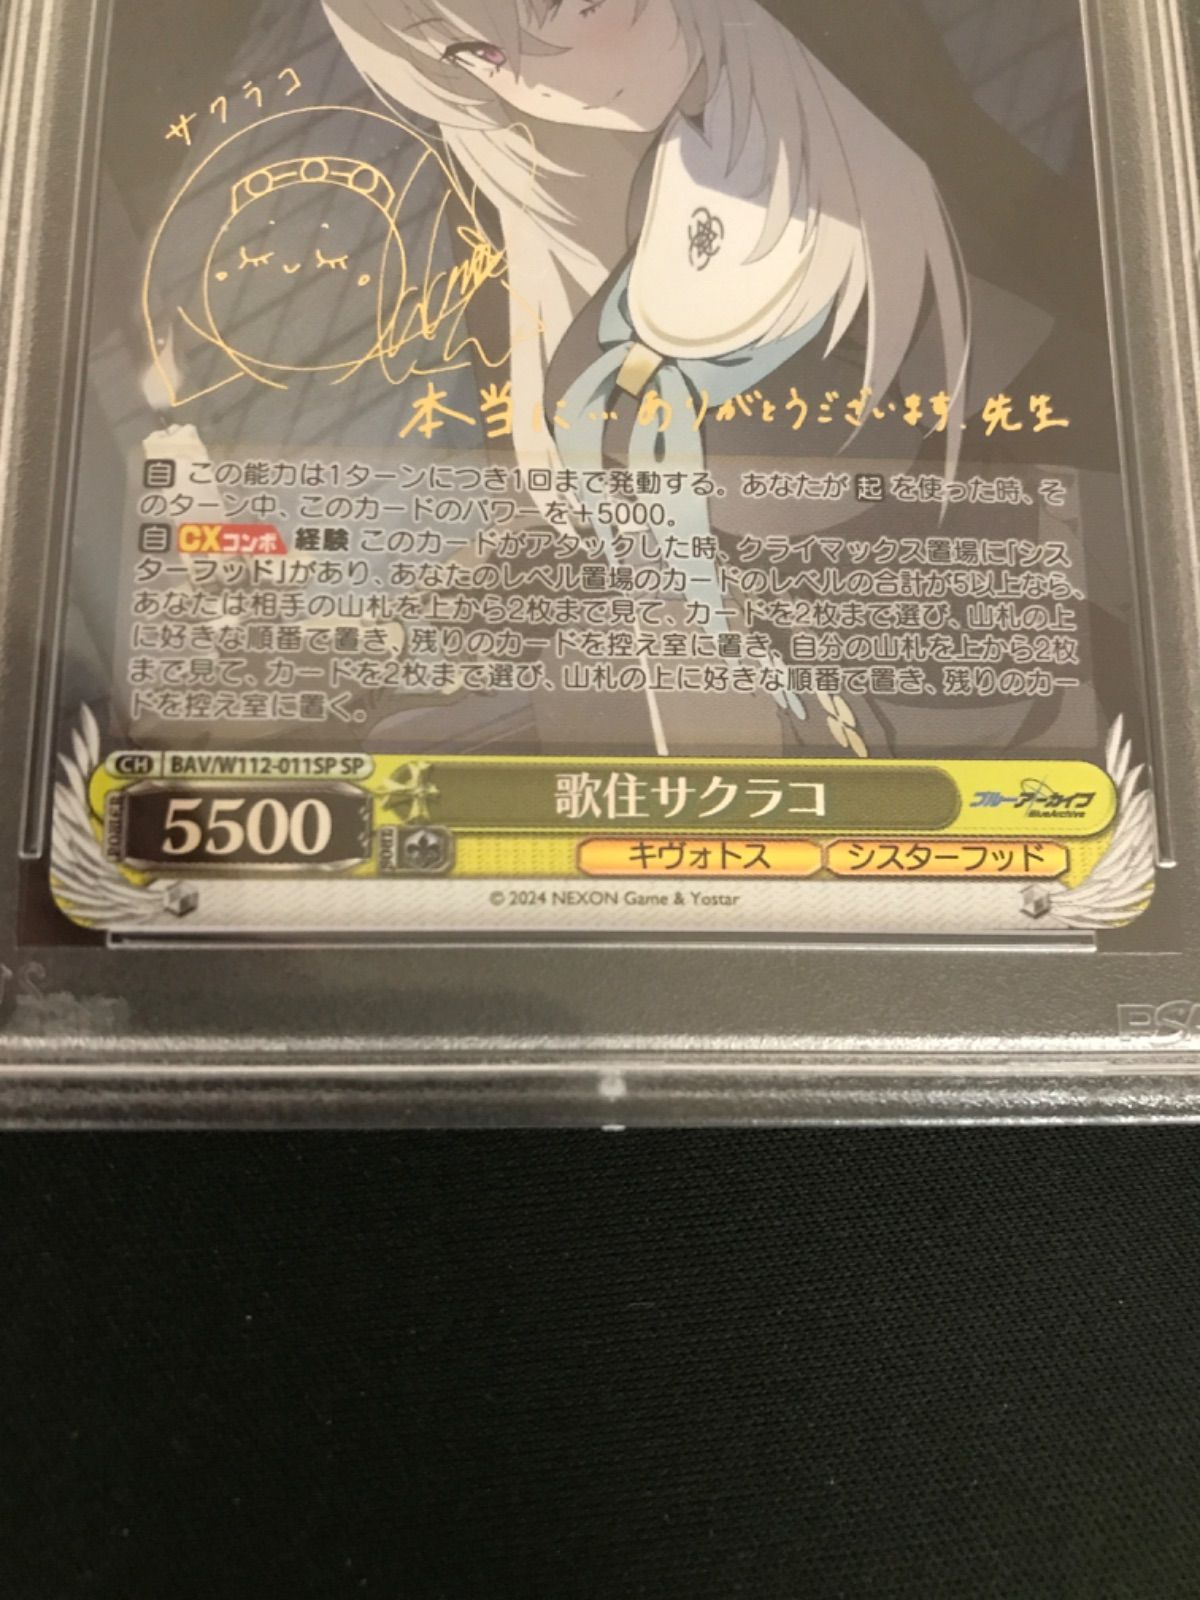 サクラコ
本当に…ありがとうございます.先生
自 この能力は1ターンにつき1回まで発動する。あなたが 起 を使った時、そ
のターン中、このカードのパワーを+5000。
自 CXコンボ 経験 このカードがアタックした時、クライマックス置場に「シス
ターフッド」があり、あなたのレベル置場のカードのレベルの合計が5以上なら、
あなたは相手の山札を上から2枚まで見て、カードを2枚まで選び、山札の上
に好きな順番で置き、残りのカードを控え室に置き、自分の山札を上から2枚
まで見て、カードを2枚まで選び、山札の上に好きな順番で置き、残りのカー
ドを控え室に置く。
CH BAV/W112-011SP SP
POWER 5500
SOUL
歌住サクラコ
ブルーアーカイブ
BlueArchive
キヴォトス シスターフッド
© 2024 NEXON Game & Yostar
PSA